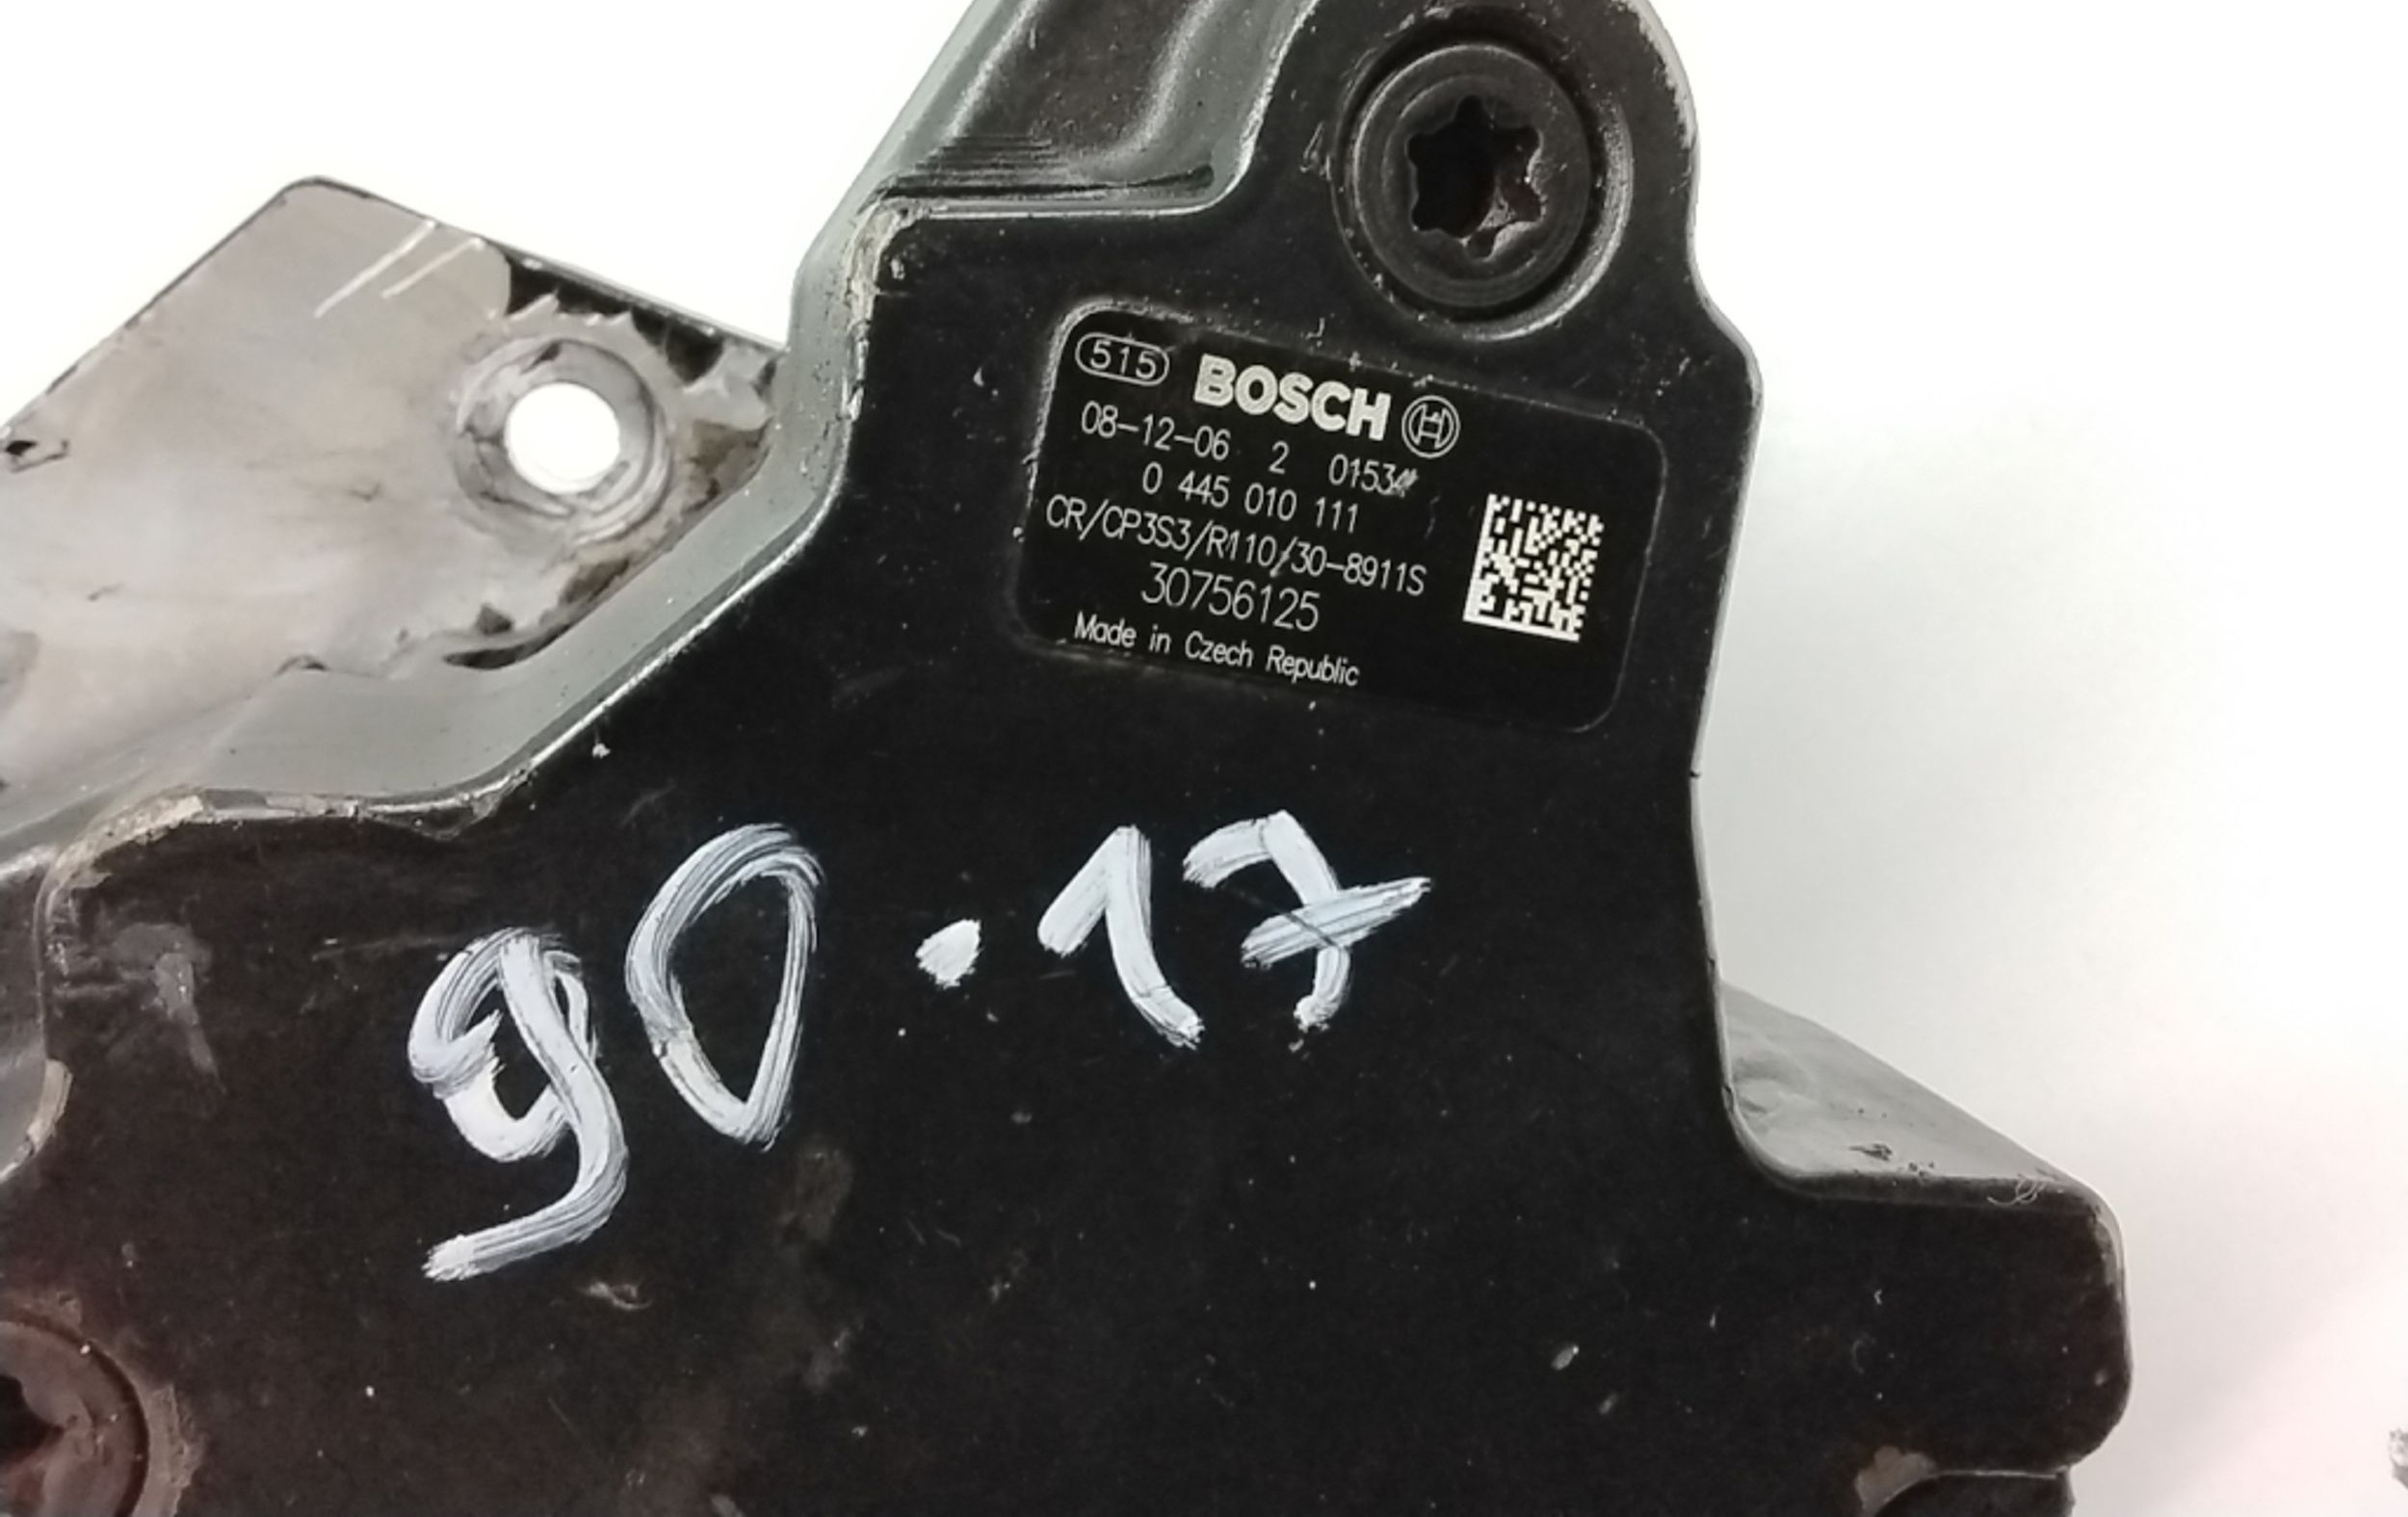 515 BOSCH
08-12-06 2 01534
0 445 010 111
CR/CP3S3/R110/30-8911S
30756125
Made in Czech Republic
90.17